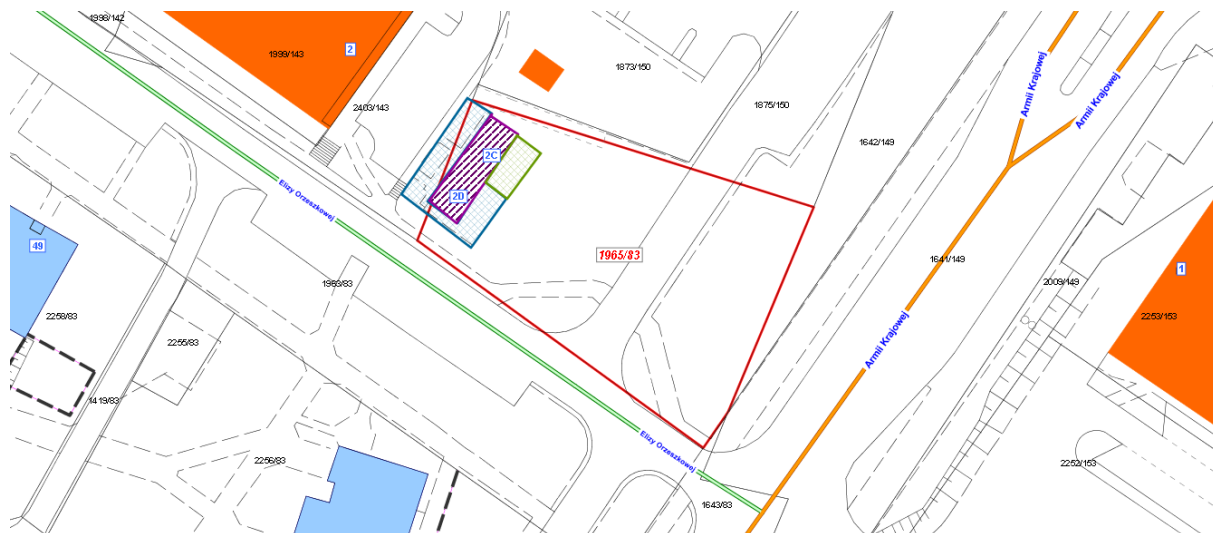 1998/142
1999/143
2
1873/150
2403/143
1875/150
Armii Krajowej
Armii Krajowej
1642/149
2C
Elizy Orzeszkowej
2D
49
1965/83
1641/149
1
1963/83
2009/149
2258/83
2253/153
2255/83
Armii Krajowej
1419/83
Elizy Orzeszkowej
2256/83
2252/153
1643/83